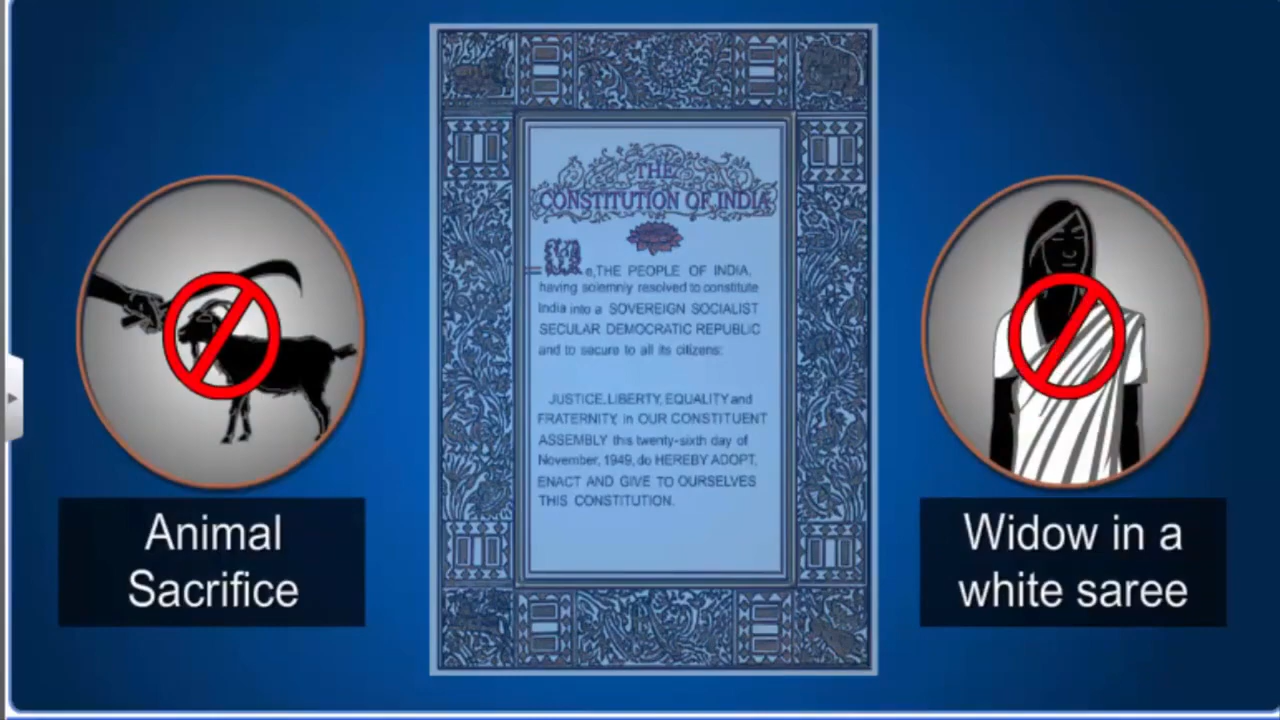 THE
CONSTITUTION OF INDIA
We,THE PEOPLE OF INDIA,
having solemnly resolved to constitute
India into a SOVEREIGN SOCIALIST
SECULAR DEMOCRATIC REPUBLIC
and to secure to all its citizens:
JUSTICE,LIBERTY, EQUALITY and
FRATERNITY, in OUR CONSTITUENT
ASSEMBLY this twenty-sixth day of
November, 1949, do HEREBY ADOPT,
ENACT AND GIVE TO OURSELVES
THIS CONSTITUTION.
Animal
Sacrifice
Widow in a
white saree